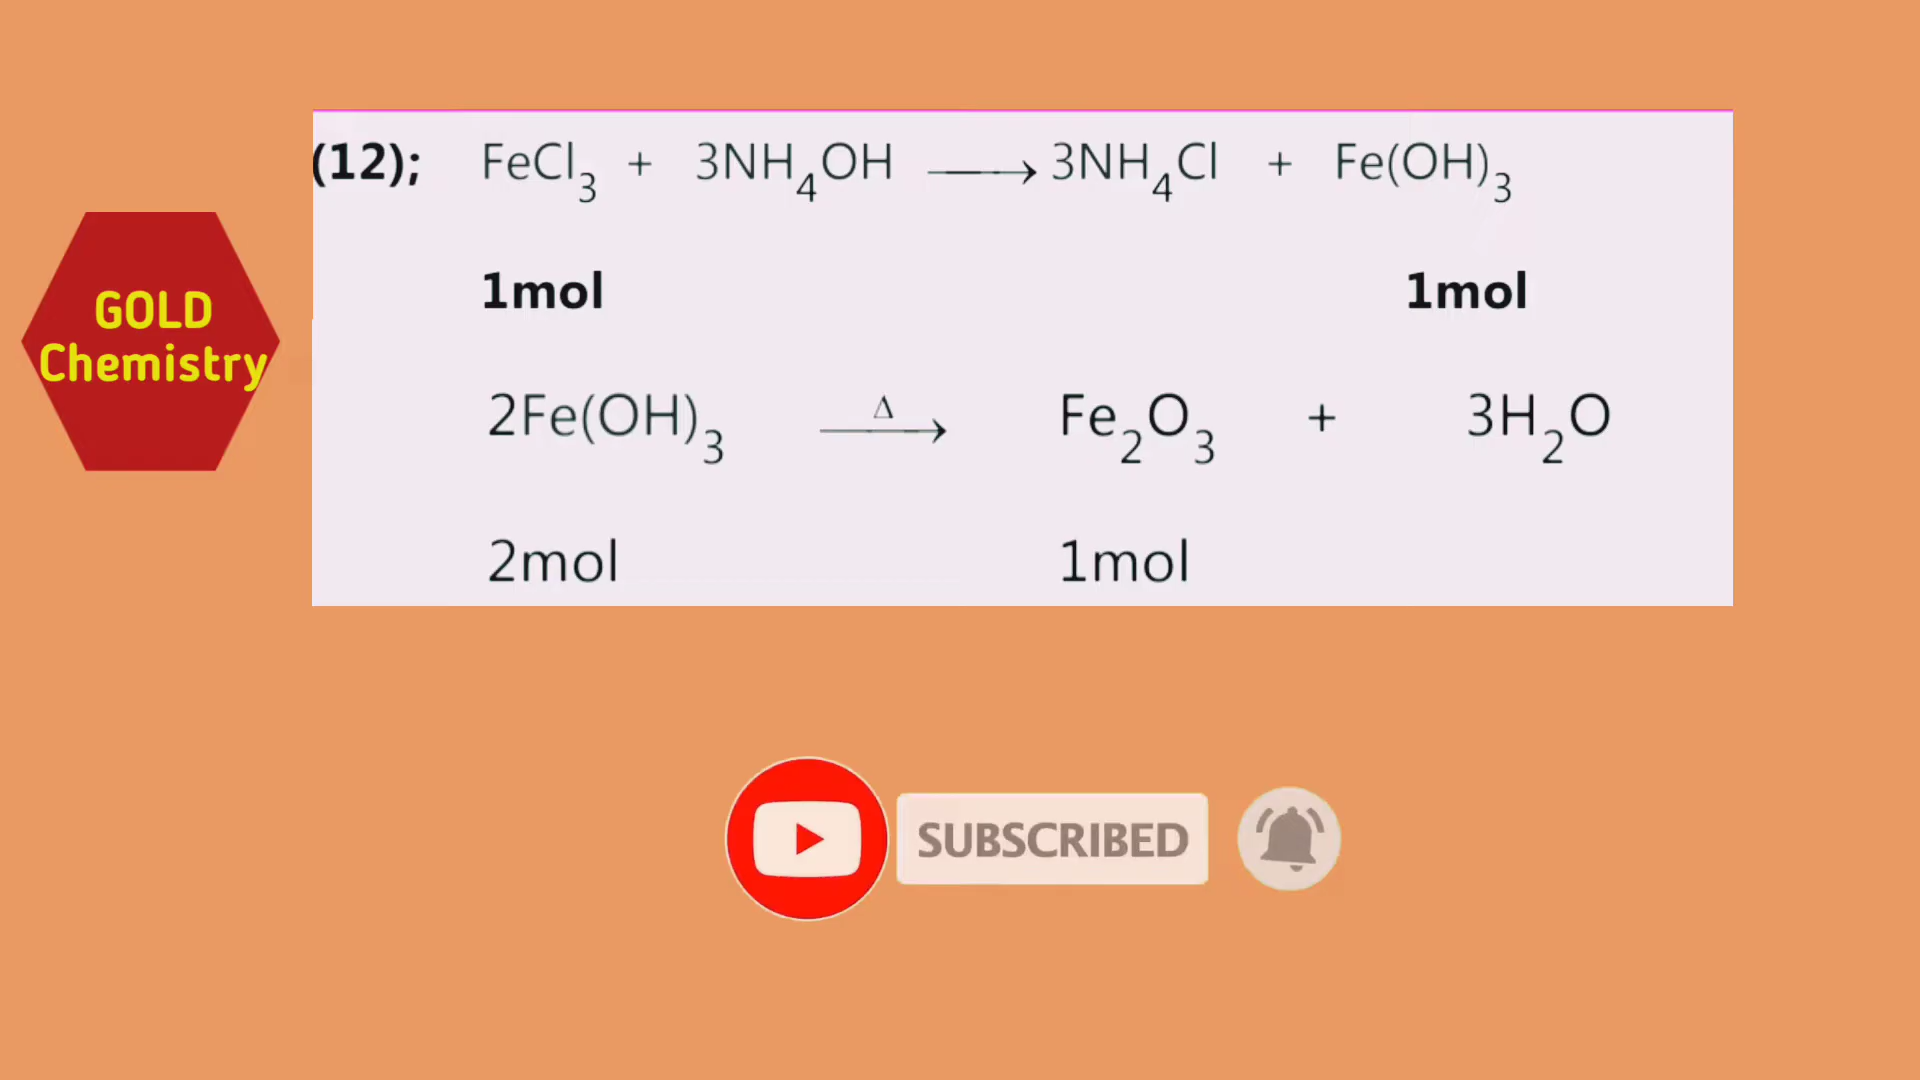 (12); FeCl₃ + 3NH₄OH ⟶ 3NH₄Cl + Fe(OH)₃
1mol 1mol
GOLD
Chemistry
2Fe(OH)₃ Δ⟶ Fe₂O₃ + 3H₂O
2mol 1mol
SUBSCRIBED